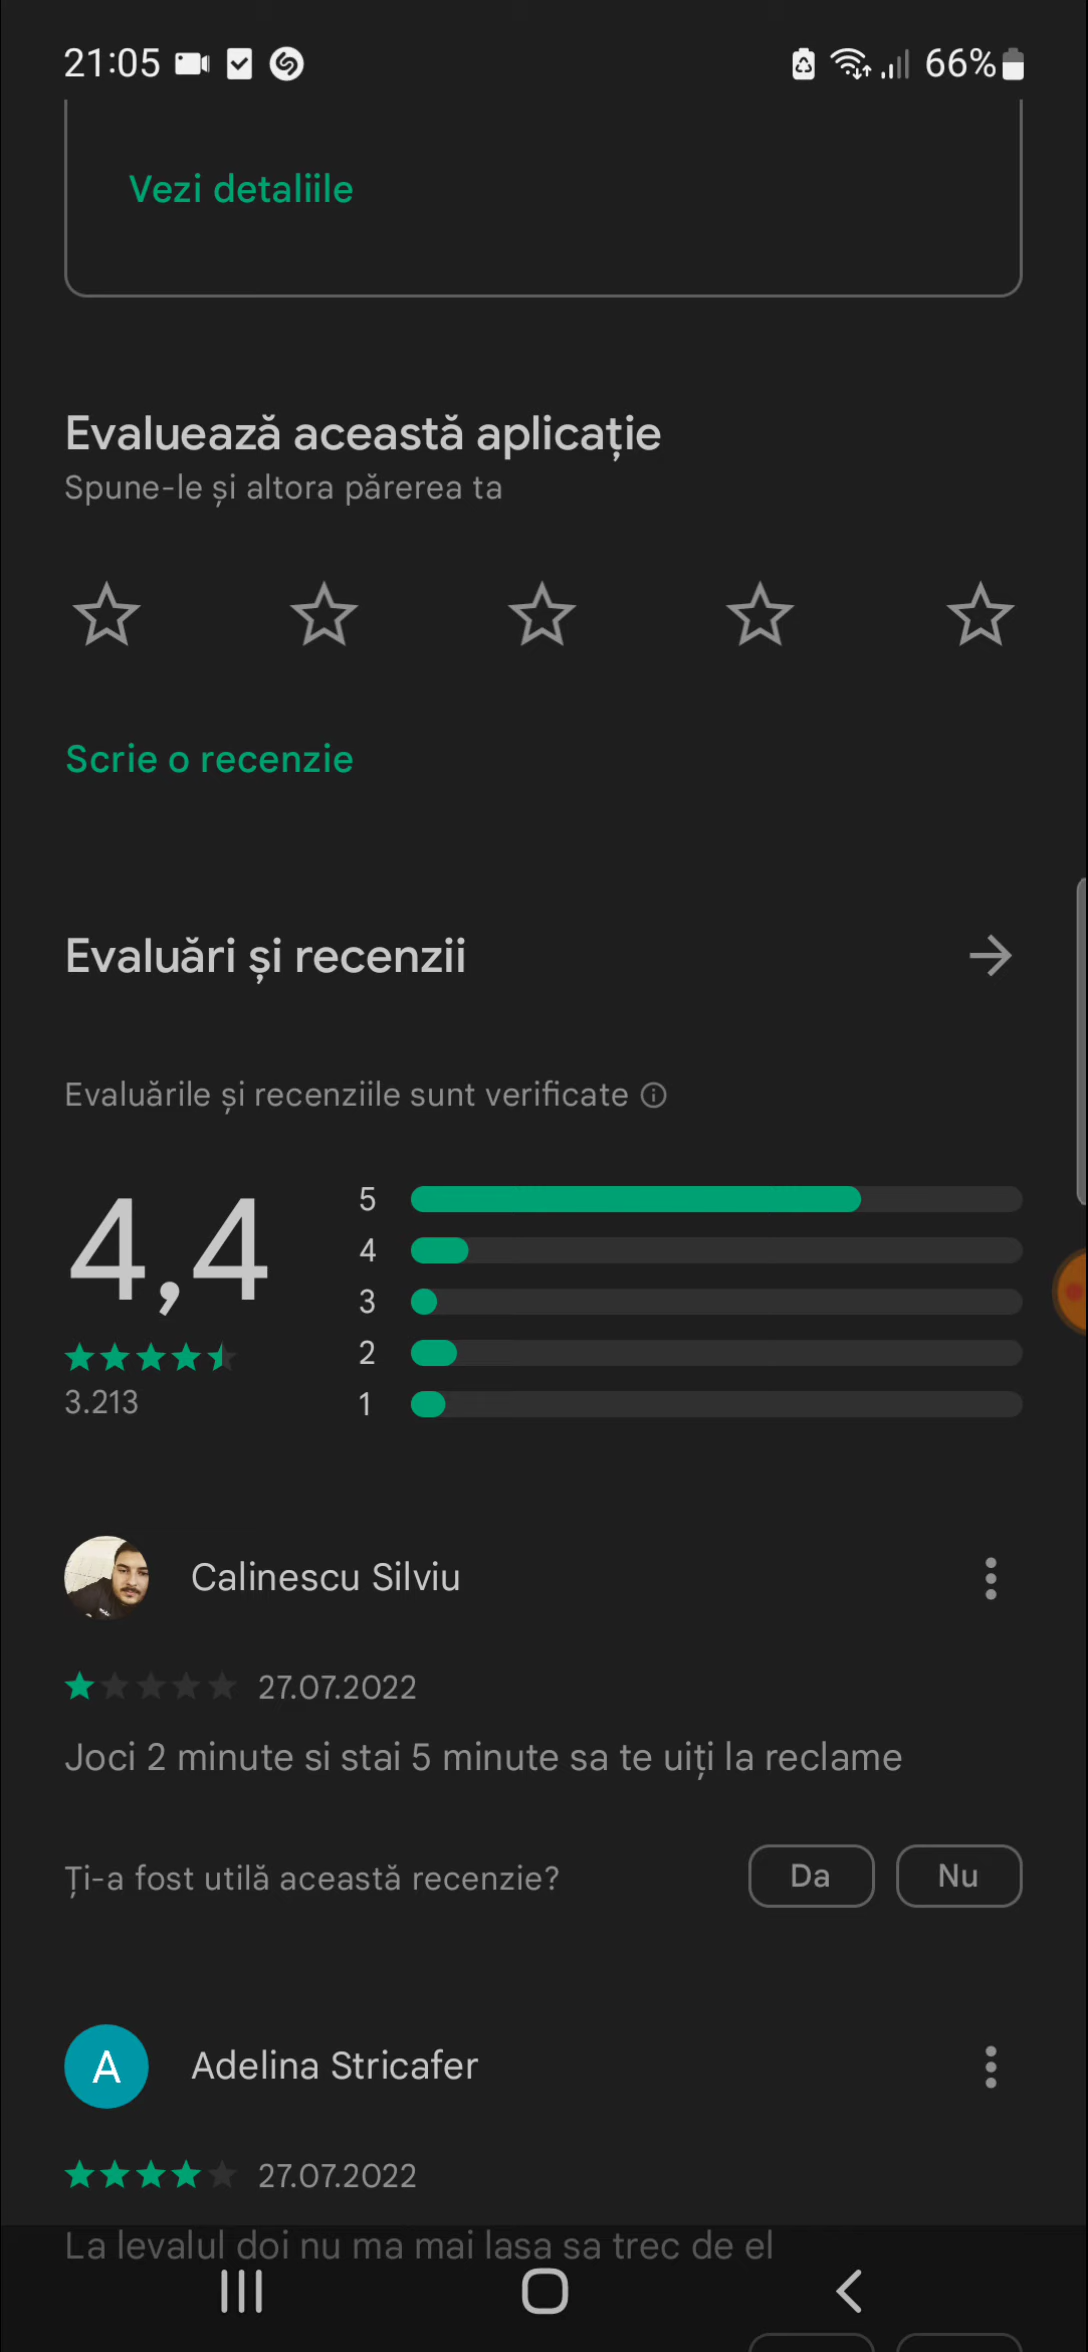 21:05 66%
Vezi detaliile
Evaluează această aplicație
Spune-le și altora părerea ta
Scrie o recenzie
Evaluări și recenzii
Evaluările și recenziile sunt verificate
4,4
3.213
5
4
3
2
1
Calinescu Silviu
27.07.2022
Joci 2 minute si stai 5 minute sa te uiți la reclame
Ți-a fost utilă această recenzie? Da Nu
A Adelina Stricafer
27.07.2022
La levalul doi nu ma mai lasa sa trec de el